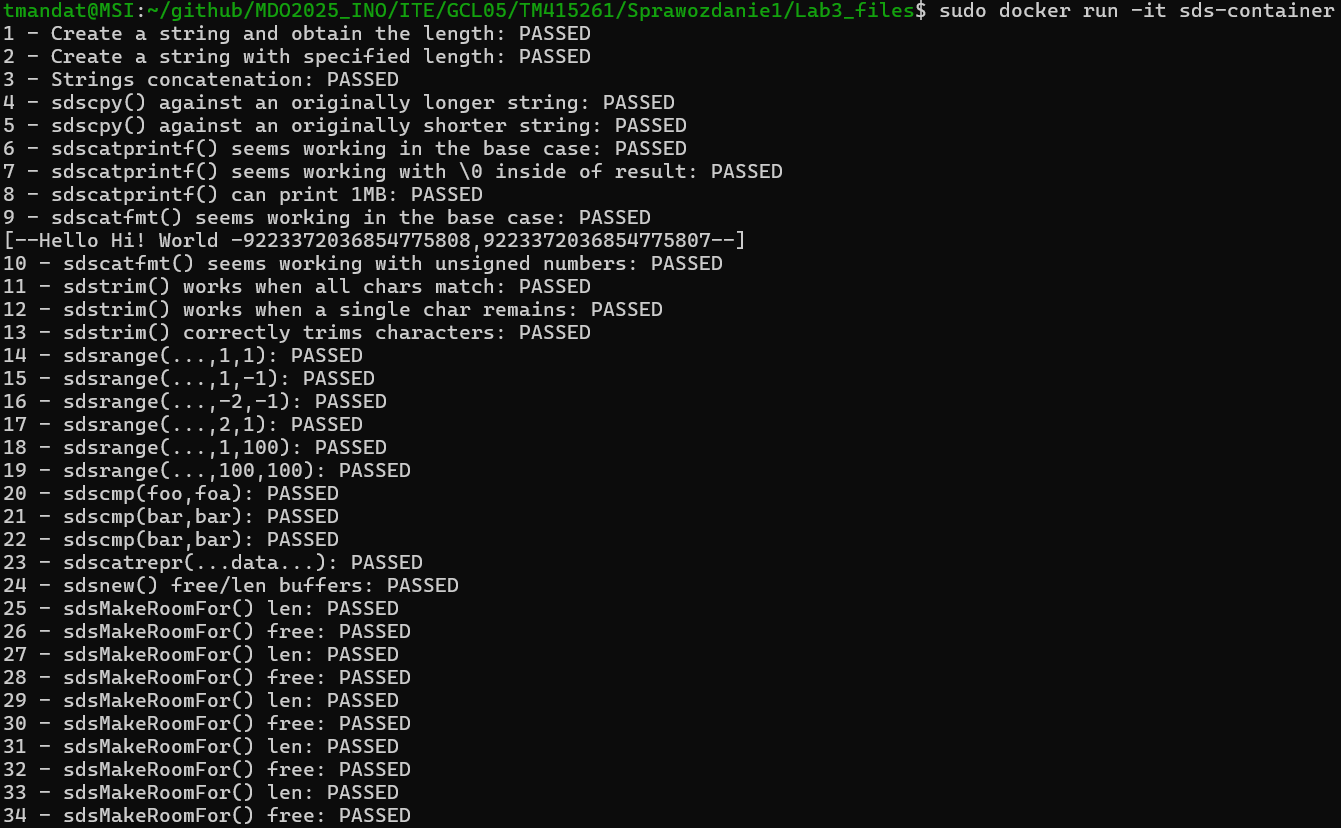 tmandat@MSI:~/github/MDO2025_INO/ITE/GCL05/TM415261/Sprawozdanie1/Lab3_files$ sudo docker run -it sds-container
1 - Create a string and obtain the length: PASSED
2 - Create a string with specified length: PASSED
3 - Strings concatenation: PASSED
4 - sdscpy() against an originally longer string: PASSED
5 - sdscpy() against an originally shorter string: PASSED
6 - sdscatprintf() seems working in the base case: PASSED
7 - sdscatprintf() seems working with \0 inside of result: PASSED
8 - sdscatprintf() can print 1MB: PASSED
9 - sdscatfmt() seems working in the base case: PASSED
[--Hello Hi! World -9223372036854775808,9223372036854775807--]
10 - sdscatfmt() seems working with unsigned numbers: PASSED
11 - sdstrim() works when all chars match: PASSED
12 - sdstrim() works when a single char remains: PASSED
13 - sdstrim() correctly trims characters: PASSED
14 - sdsrange(...,1,1): PASSED
15 - sdsrange(...,1,-1): PASSED
16 - sdsrange(...,-2,-1): PASSED
17 - sdsrange(...,2,1): PASSED
18 - sdsrange(...,1,100): PASSED
19 - sdsrange(...,100,100): PASSED
20 - sdscmp(foo,foa): PASSED
21 - sdscmp(bar,bar): PASSED
22 - sdscmp(bar,bar): PASSED
23 - sdscatrepr(...data...): PASSED
24 - sdsnew() free/len buffers: PASSED
25 - sdsMakeRoomFor() len: PASSED
26 - sdsMakeRoomFor() free: PASSED
27 - sdsMakeRoomFor() len: PASSED
28 - sdsMakeRoomFor() free: PASSED
29 - sdsMakeRoomFor() len: PASSED
30 - sdsMakeRoomFor() free: PASSED
31 - sdsMakeRoomFor() len: PASSED
32 - sdsMakeRoomFor() free: PASSED
33 - sdsMakeRoomFor() len: PASSED
34 - sdsMakeRoomFor() free: PASSED